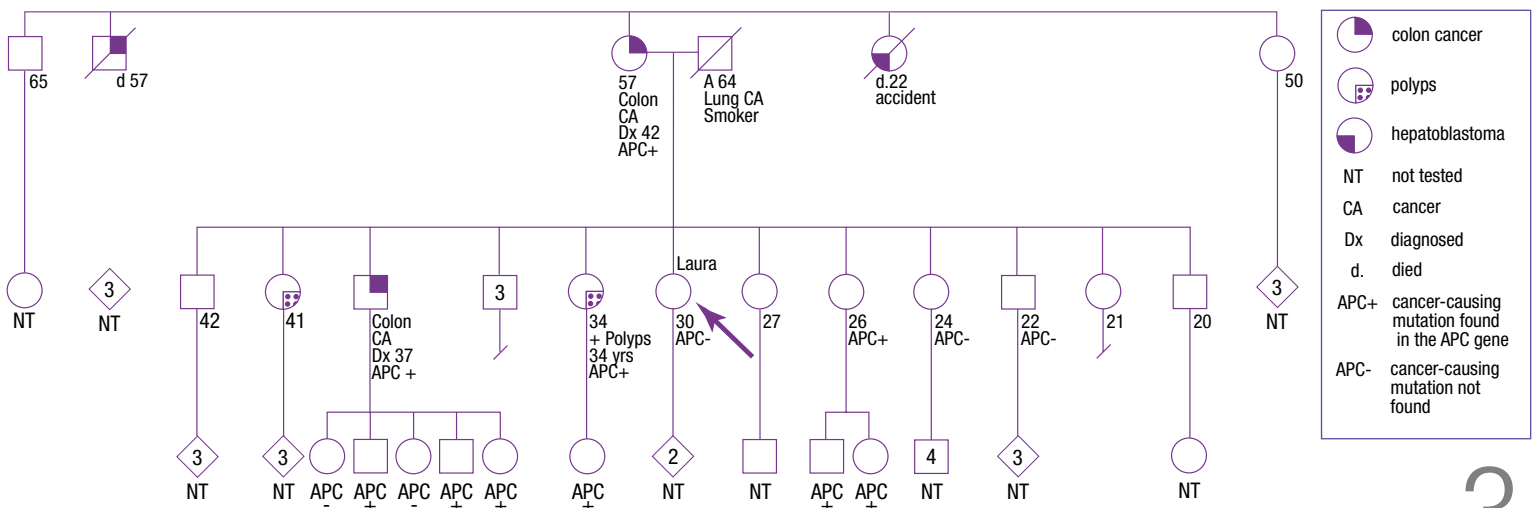 65
d 57
57
Colon
CA
Dx 42
APC+
A 64
Lung CA
Smoker
d.22
accident
50
NT
3
NT
42
41
Colon
CA
Dx 37
APC +
3
34
+ Polyps
34 yrs
APC+
Laura
30
APC-
27
26
APC+
24
APC-
22
APC-
21
20
3
NT
3
NT
3
NT
APC
-
APC
+
APC
-
APC
+
APC
+
APC
+
2
NT
NT
APC
+
APC
+
4
NT
3
NT
NT
colon cancer
polyps
hepatoblastoma
NT not tested
CA cancer
Dx diagnosed
d. died
APC+ cancer-causing
mutation found
in the APC gene
APC- cancer-causing
mutation not
found